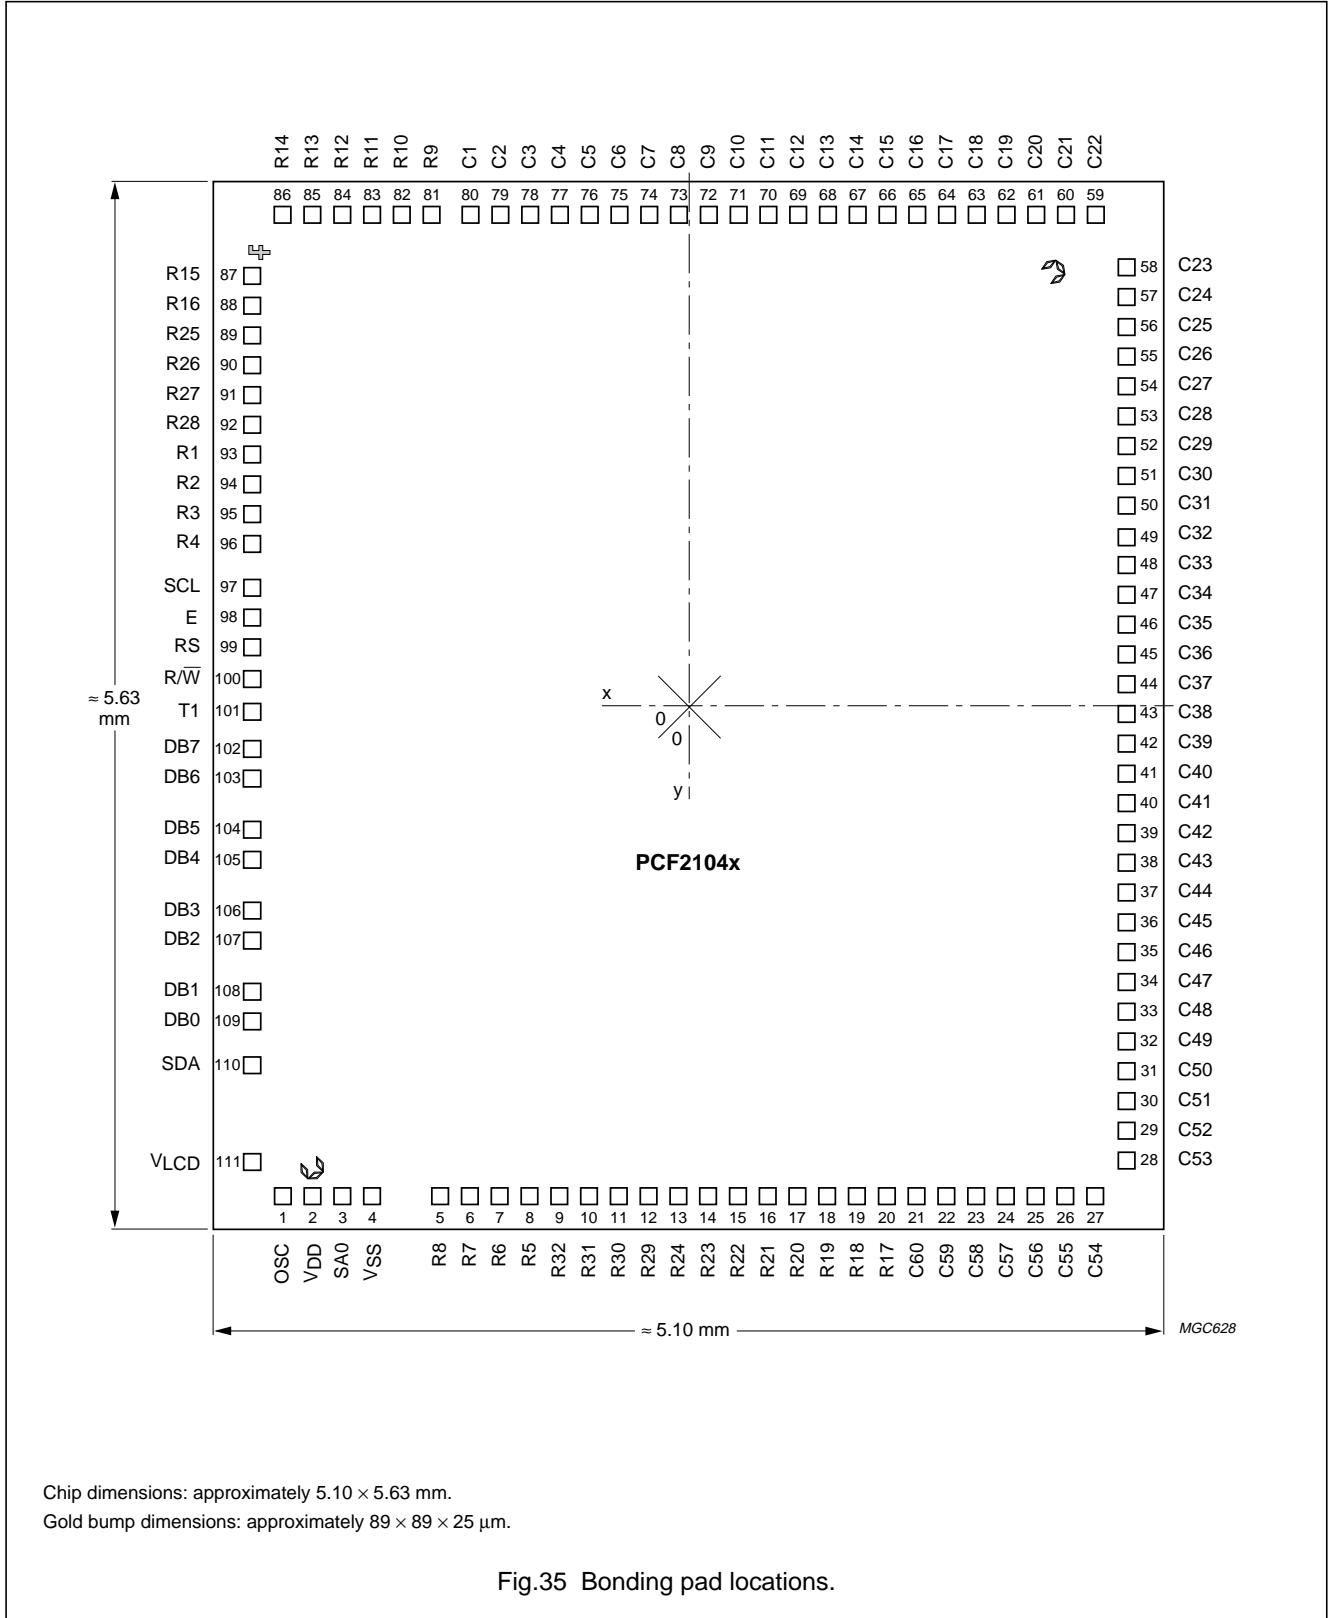 R14 R13 R12 R11 R10 R9 C1 C2 C3 C4 C5 C6 C7 C8 C9 C10 C11 C12 C13 C14 C15 C16 C17 C18 C19 C20 C21 C22
86 85 84 83 82 81 80 79 78 77 76 75 74 73 72 71 70 69 68 67 66 65 64 63 62 61 60 59
R15 87
R16 88
R25 89
R26 90
R27 91
R28 92
R1 93
R2 94
R3 95
R4 96
SCL 97
E 98
RS 99
R/W̅ 100
T1 101
DB7 102
DB6 103
DB5 104
DB4 105
DB3 106
DB2 107
DB1 108
DB0 109
SDA 110
VLCD 111
58 C23
57 C24
56 C25
55 C26
54 C27
53 C28
52 C29
51 C30
50 C31
49 C32
48 C33
47 C34
46 C35
45 C36
44 C37
43 C38
42 C39
41 C40
40 C41
39 C42
38 C43
37 C44
36 C45
35 C46
34 C47
33 C48
32 C49
31 C50
30 C51
29 C52
28 C53
≈ 5.63
mm
x
0
0
y
PCF2104x
1 2 3 4 5 6 7 8 9 10 11 12 13 14 15 16 17 18 19 20 21 22 23 24 25 26 27
OSC VDD SA0 VSS R8 R7 R6 R5 R32 R31 R30 R29 R24 R23 R22 R21 R20 R19 R18 R17 C60 C59 C58 C57 C56 C55 C54
≈ 5.10 mm
MGC628
Chip dimensions: approximately 5.10 × 5.63 mm.
Gold bump dimensions: approximately 89 × 89 × 25 μm.
Fig.35 Bonding pad locations.